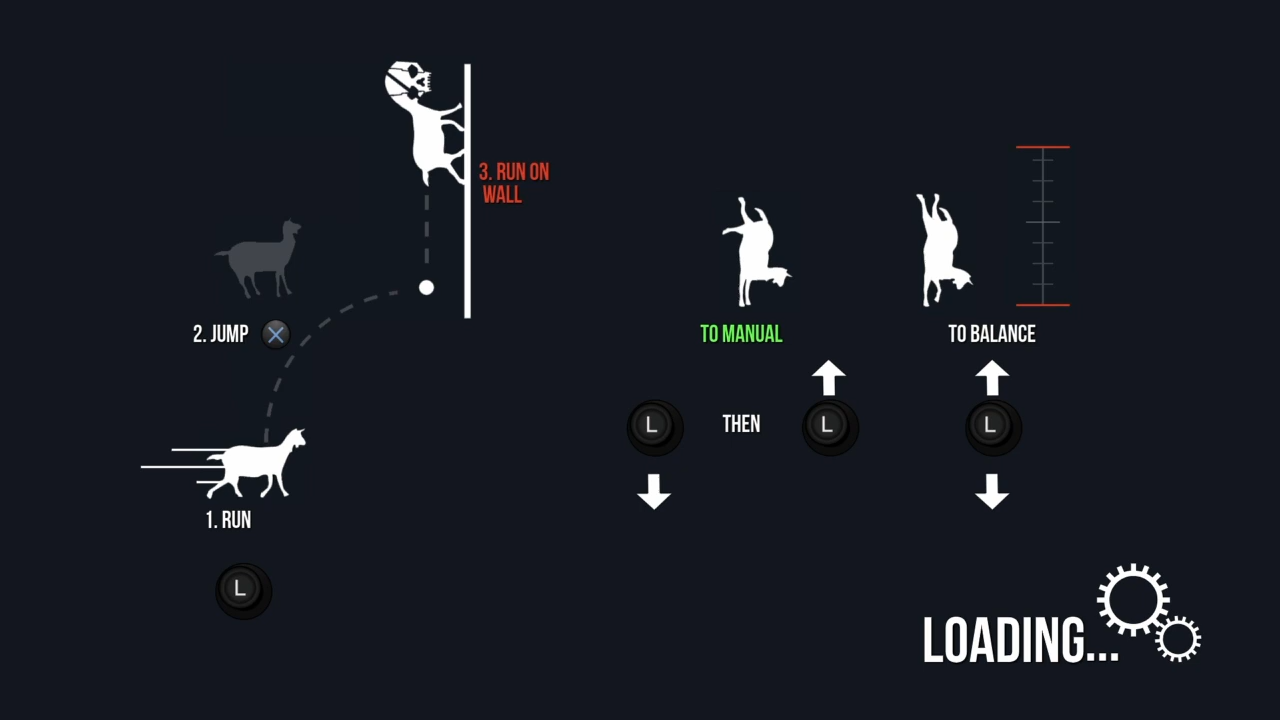 3. RUN ON
WALL
2. JUMP
TO MANUAL
TO BALANCE
L
THEN
L
L
1. RUN
L
LOADING...